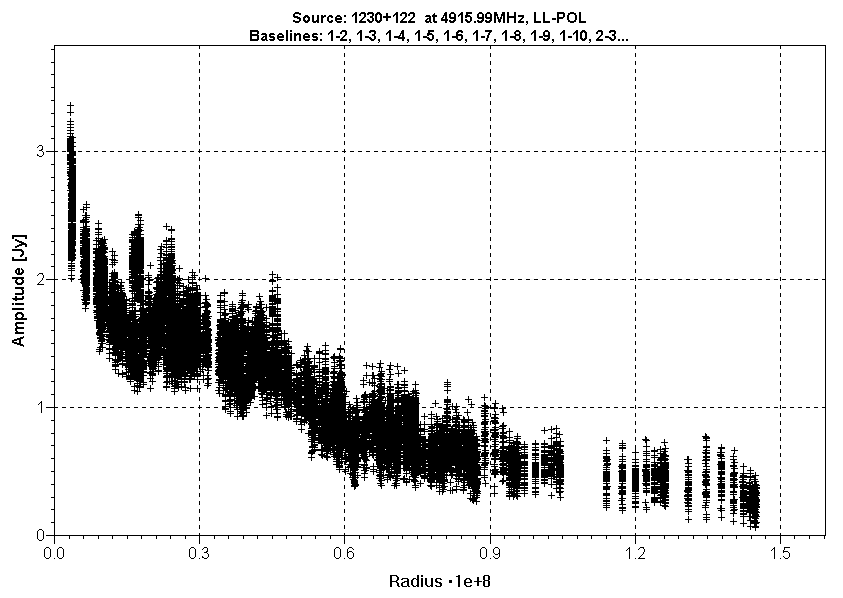 Source: 1230+122  at 4915.99MHz, LL-POL
Baselines: 1-2, 1-3, 1-4, 1-5, 1-6, 1-7, 1-8, 1-9, 1-10, 2-3...
Amplitude [Jy]
3
2
1
0
0.0 0.3 0.6 0.9 1.2 1.5
Radius ·1e+8